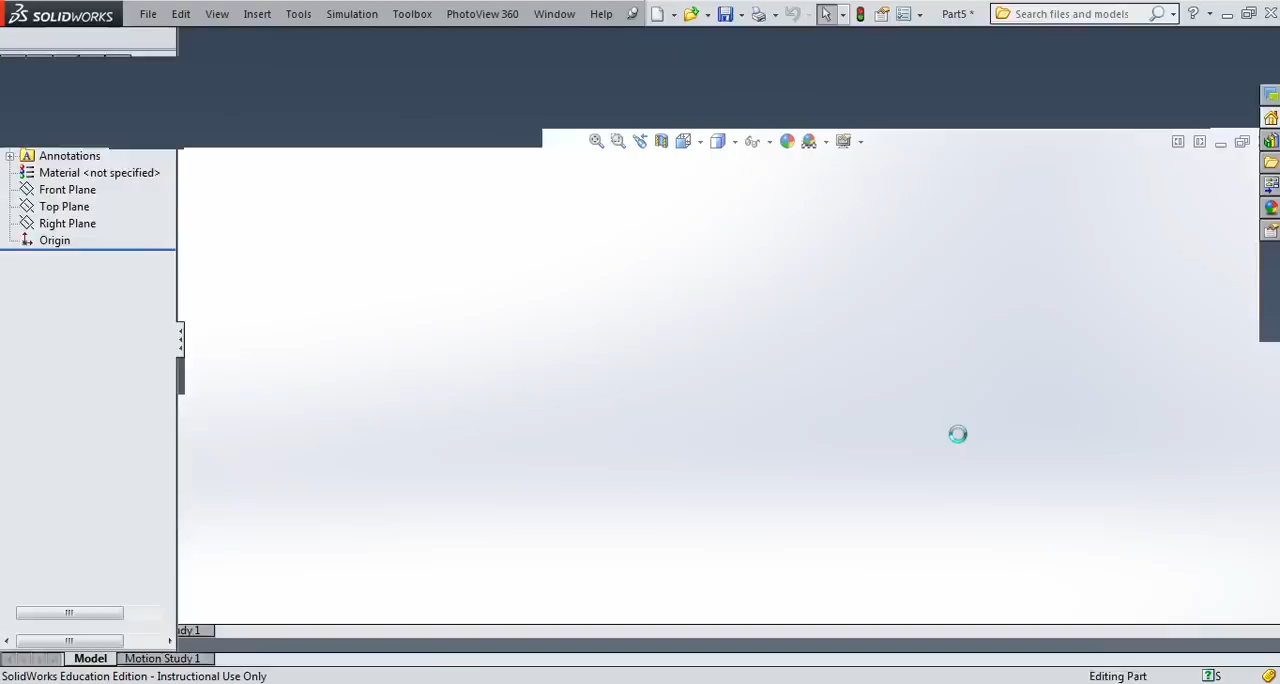 SOLIDWORKS File Edit View Insert Tools Simulation Toolbox PhotoView 360 Window Help Part5 * Search files and models
Annotations
Material <not specified>
Front Plane
Top Plane
Right Plane
Origin
Model Motion Study 1
SolidWorks Education Edition - Instructional Use Only Editing Part